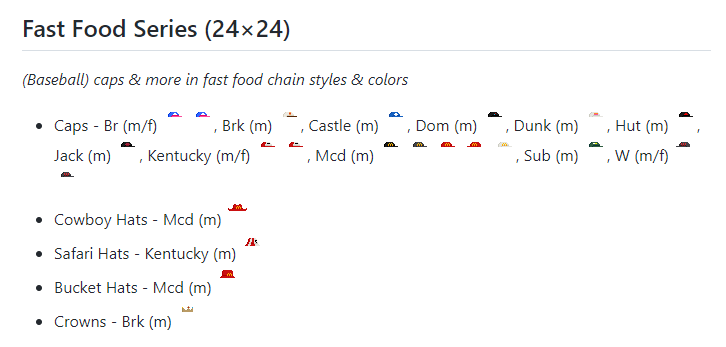 Fast Food Series (24×24)
(Baseball) caps & more in fast food chain styles & colors
Caps - Br (m/f) , Brk (m) , Castle (m) , Dom (m) , Dunk (m) , Hut (m) ,
Jack (m) , Kentucky (m/f) , Mcd (m) , Sub (m) , W (m/f)
Cowboy Hats - Mcd (m)
Safari Hats - Kentucky (m)
Bucket Hats - Mcd (m)
Crowns - Brk (m)